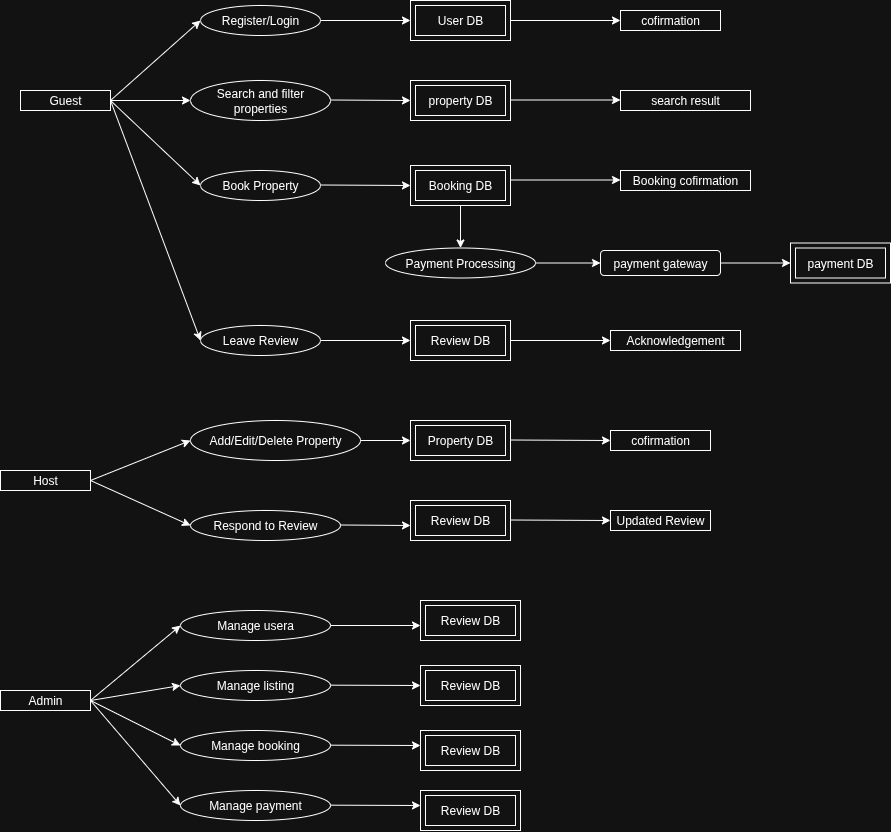 Register/Login
User DB
cofirmation
Guest
Search and filter
properties
property DB
search result
Book Property
Booking DB
Booking cofirmation
Payment Processing
payment gateway
payment DB
Leave Review
Review DB
Acknowledgement
Add/Edit/Delete Property
Property DB
cofirmation
Host
Respond to Review
Review DB
Updated Review
Manage usera
Review DB
Manage listing
Review DB
Admin
Manage booking
Review DB
Manage payment
Review DB